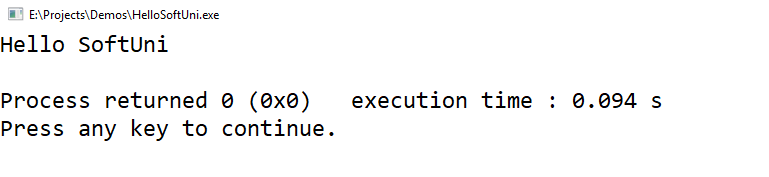 E:\Projects\Demos\HelloSoftUni.exe
Hello SoftUni
Process returned 0 (0x0)   execution time : 0.094 s
Press any key to continue.